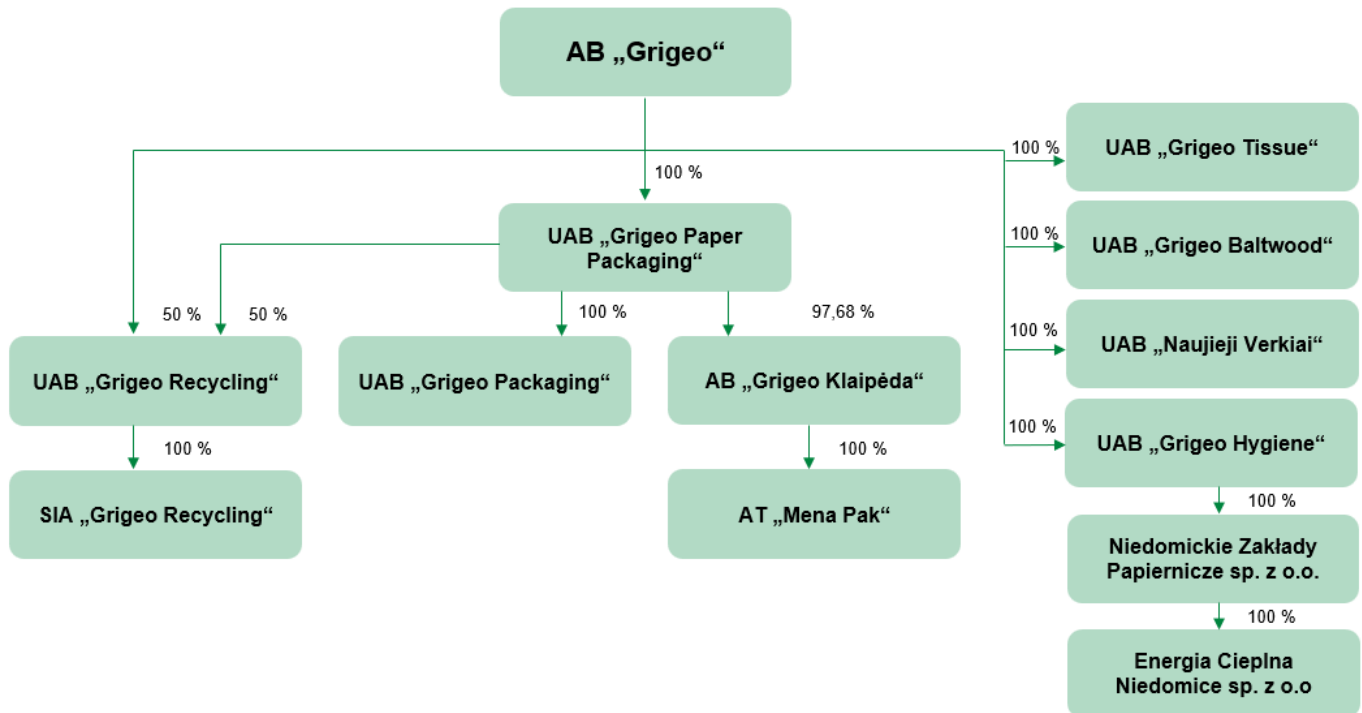 AB „Grigeo“
100 %
UAB „Grigeo Tissue“
100 %
UAB „Grigeo Paper
Packaging“
100 %
UAB „Grigeo Baltwood“
50 %
50 %
100 %
97,68 %
100 %
UAB „Naujieji Verkiai“
UAB „Grigeo Recycling“
UAB „Grigeo Packaging“
AB „Grigeo Klaipėda“
100 %
UAB „Grigeo Hygiene“
100 %
100 %
SIA „Grigeo Recycling“
AT „Mena Pak“
100 %
Niedomickie Zakłady
Papiernicze sp. z o.o.
100 %
Energia Cieplna
Niedomice sp. z o.o